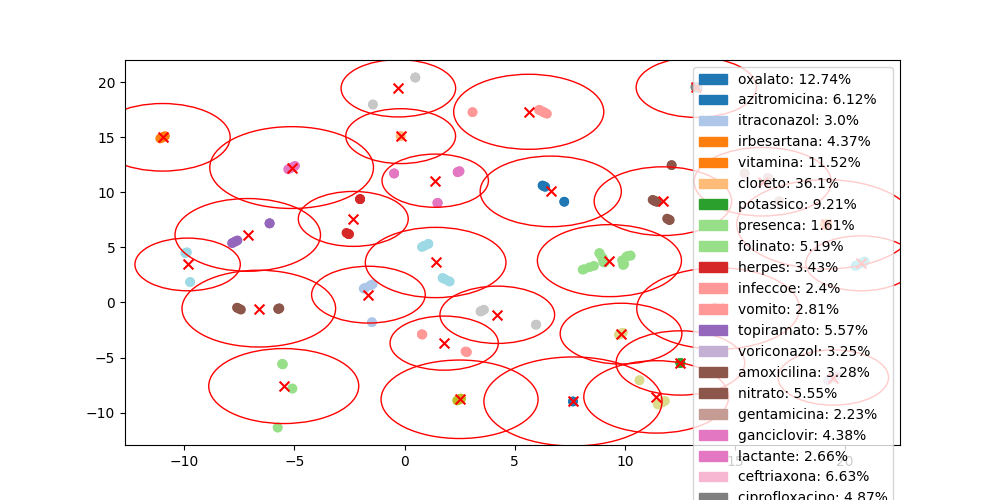 20
15
10
5
0
−5
−10
−10
−5
0
5
10
15
20
oxalato: 12.74%
azitromicina: 6.12%
itraconazol: 3.0%
irbesartana: 4.37%
vitamina: 11.52%
cloreto: 36.1%
potassico: 9.21%
presenca: 1.61%
folinato: 5.19%
herpes: 3.43%
infeccoe: 2.4%
vomito: 2.81%
topiramato: 5.57%
voriconazol: 3.25%
amoxicilina: 3.28%
nitrato: 5.55%
gentamicina: 2.23%
ganciclovir: 4.38%
lactante: 2.66%
ceftriaxona: 6.63%
ciprofloxacino: 4.87%